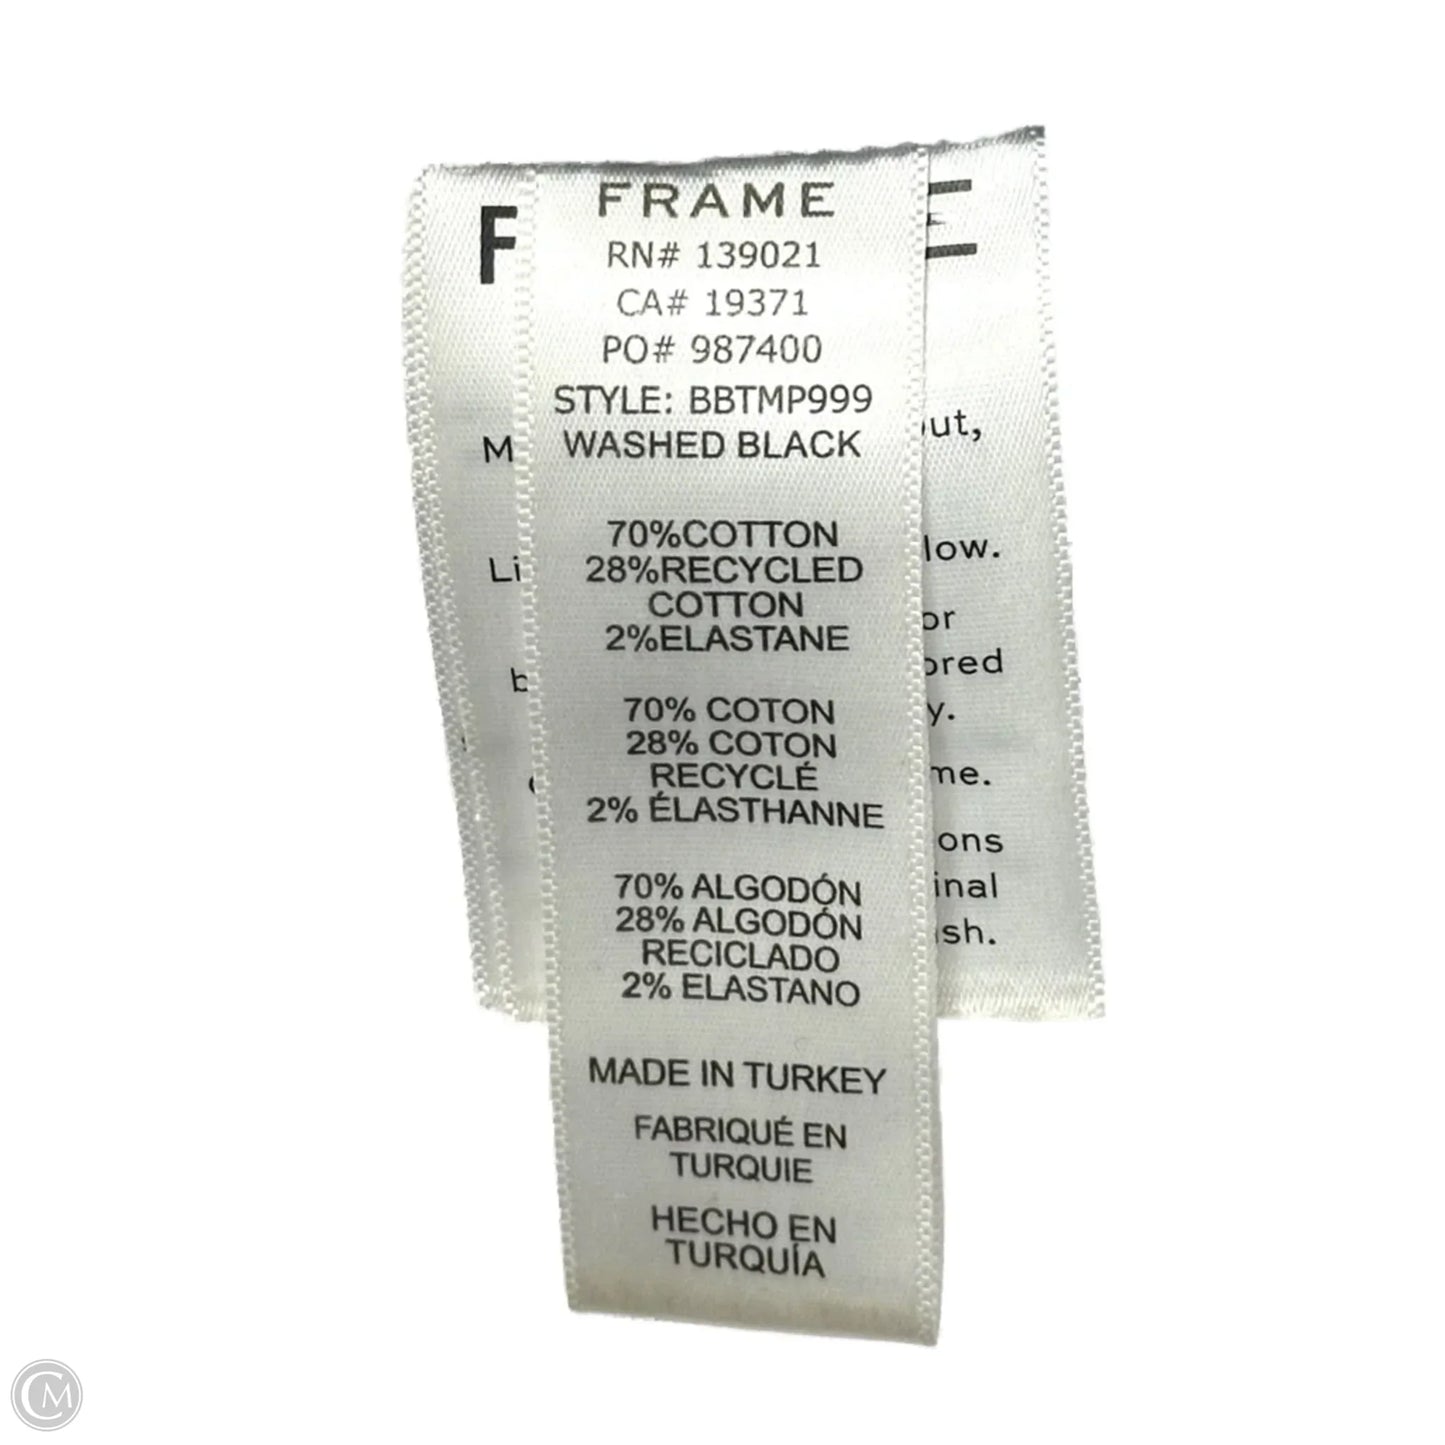 FRAME
RN# 139021
CA# 19371
PO# 987400
STYLE: BBTMP999
WASHED BLACK
70%COTTON
28%RECYCLED
COTTON
2%ELASTANE
70% COTON
28% COTON
RECYCLÉ
2% ÉLASTHANNE
70% ALGODÓN
28% ALGODÓN
RECICLADO
2% ELASTANO
MADE IN TURKEY
FABRIQUÉ EN
TURQUIE
HECHO EN
TURQUÍA
CM